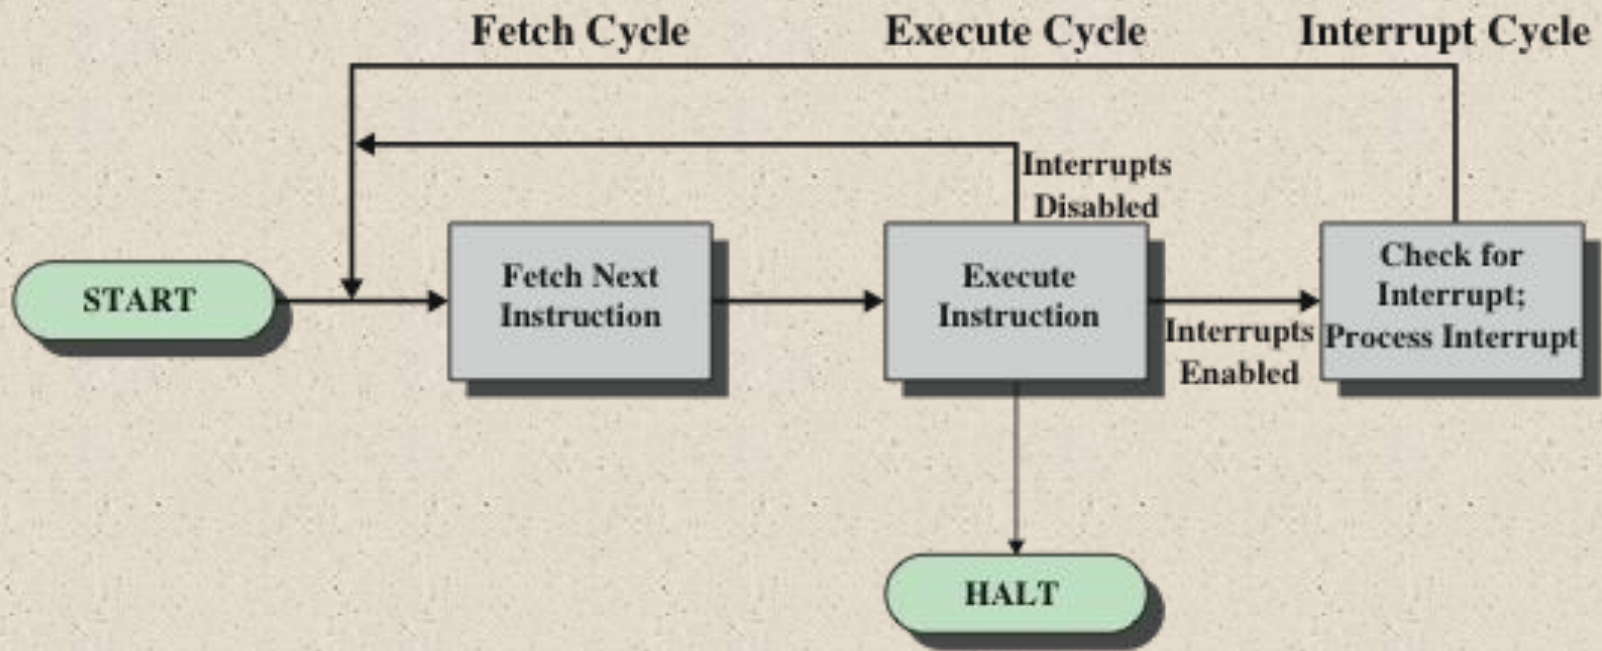 Fetch Cycle
Execute Cycle
Interrupt Cycle
START
Fetch Next
Instruction
Execute
Instruction
Interrupts
Disabled
Interrupts
Enabled
Check for
Interrupt;
Process Interrupt
HALT